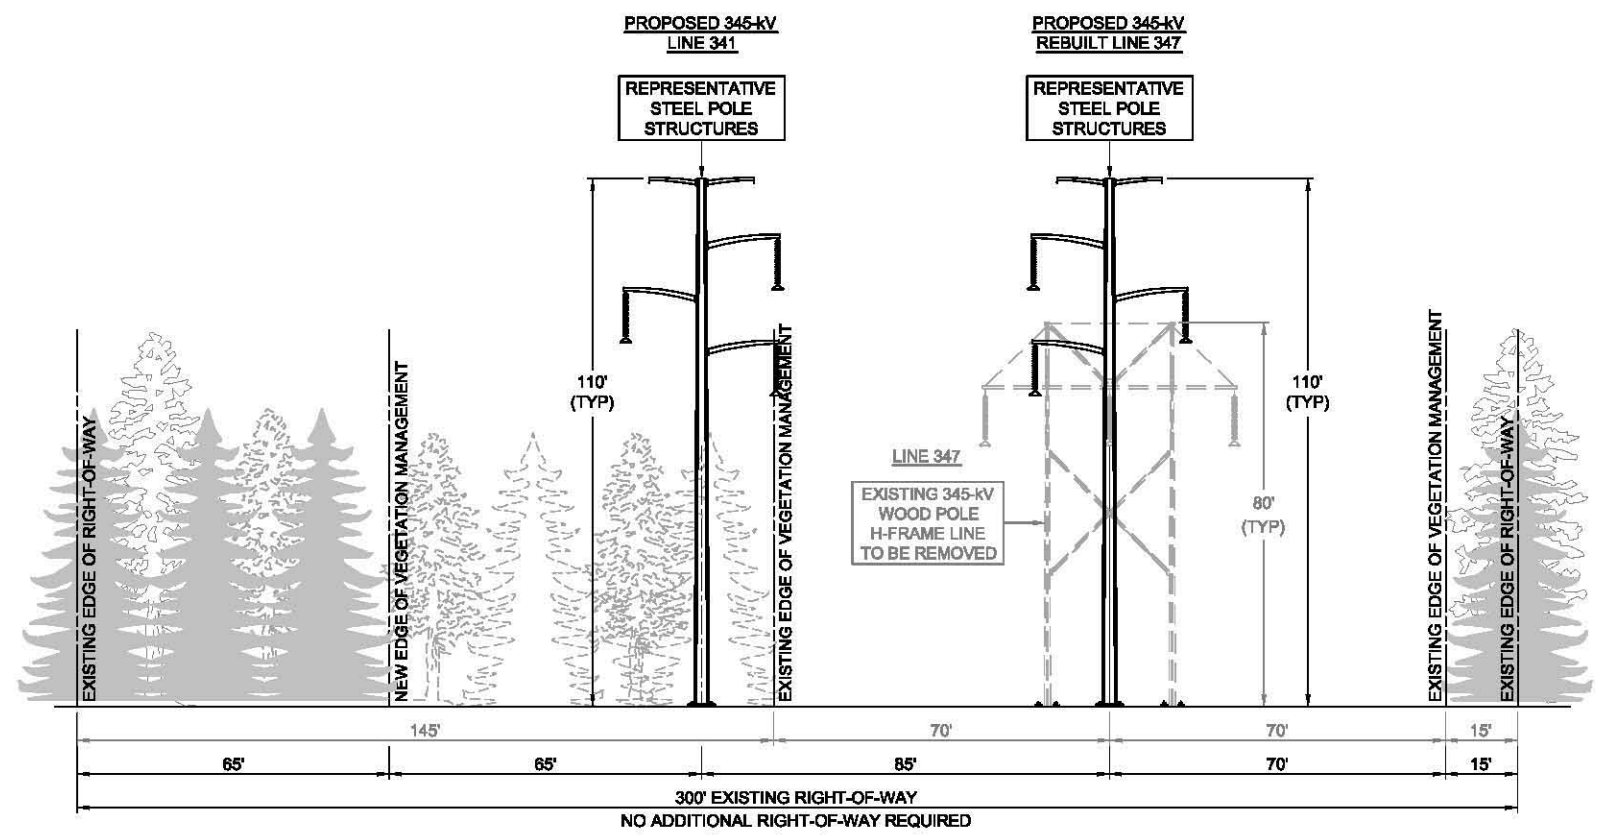 PROPOSED 345-kV
LINE 341
REPRESENTATIVE
STEEL POLE
STRUCTURES
PROPOSED 345-kV
REBUILT LINE 347
REPRESENTATIVE
STEEL POLE
STRUCTURES
EXISTING EDGE OF RIGHT-OF-WAY
NEW EDGE OF VEGETATION MANAGEMENT
110'
(TYP)
EXISTING EDGE OF VEGETATION MANAGEMENT
LINE 347
EXISTING 345-kV
WOOD POLE
H-FRAME LINE
TO BE REMOVED
80'
(TYP)
110'
(TYP)
EXISTING EDGE OF VEGETATION MANAGEMENT
EXISTING EDGE OF RIGHT-OF-WAY
145'
70'
70'
15'
65'
65'
85'
70'
15'
300' EXISTING RIGHT-OF-WAY
NO ADDITIONAL RIGHT-OF-WAY REQUIRED